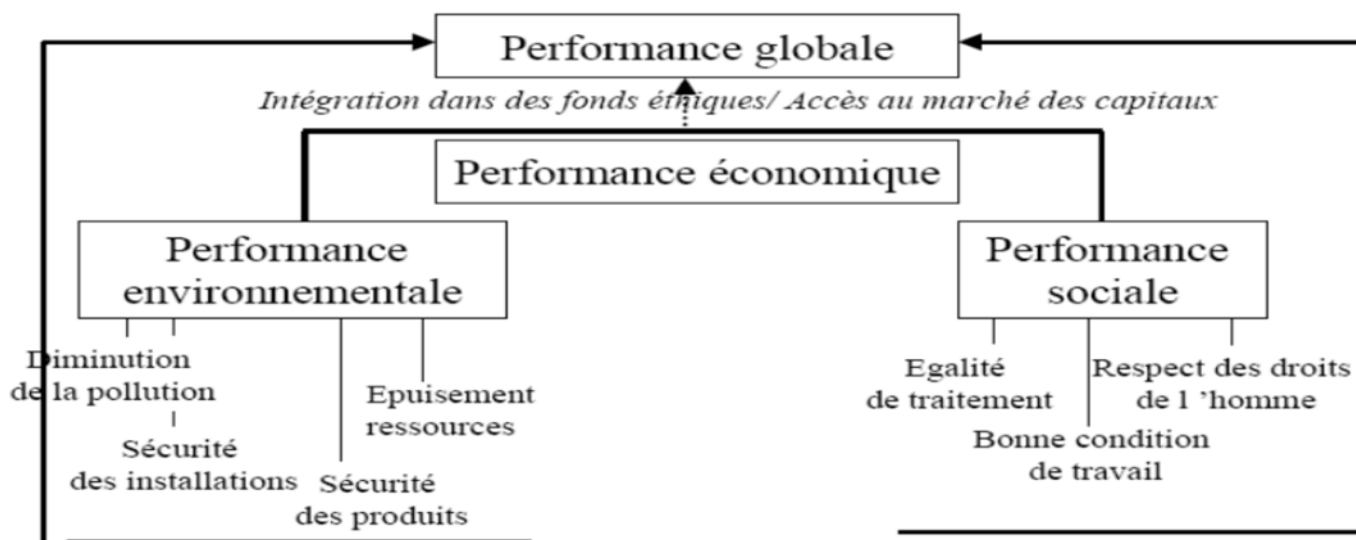 Performance globale
Intégration dans des fonds éthiques/ Accès au marché des capitaux
Performance économique
Performance
environnementale
Performance
sociale
Diminution
de la pollution
Sécurité
des installations
Sécurité
des produits
Epuisement
ressources
Egalité
de traitement
Bonne condition
de travail
Respect des droits
de l 'homme